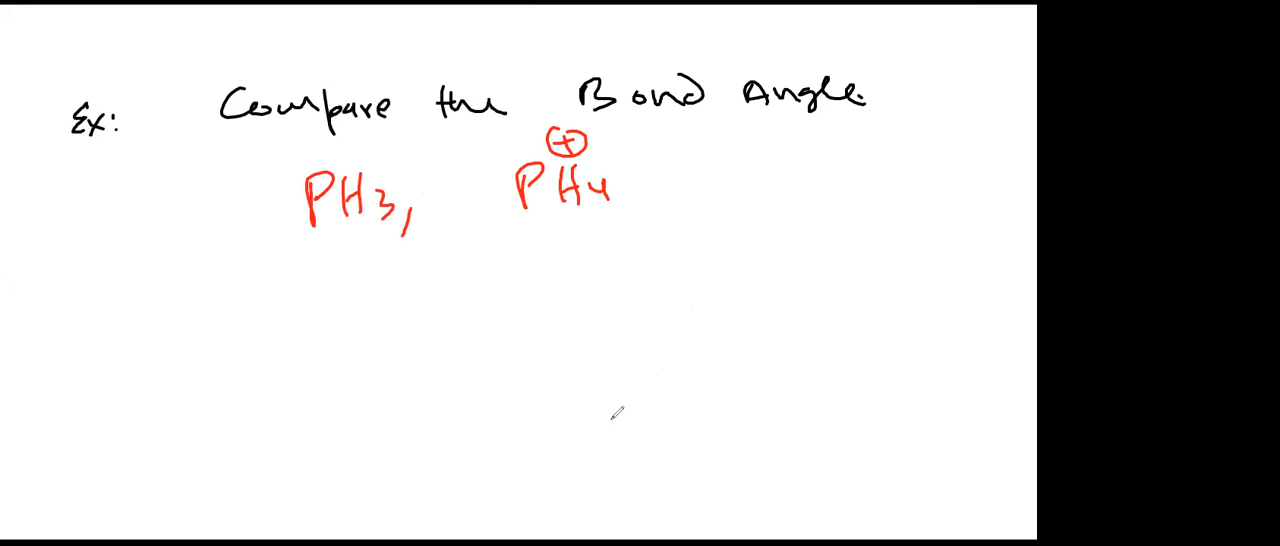 Ex: Compare the Bond Angle.
PH3, PH4⊕